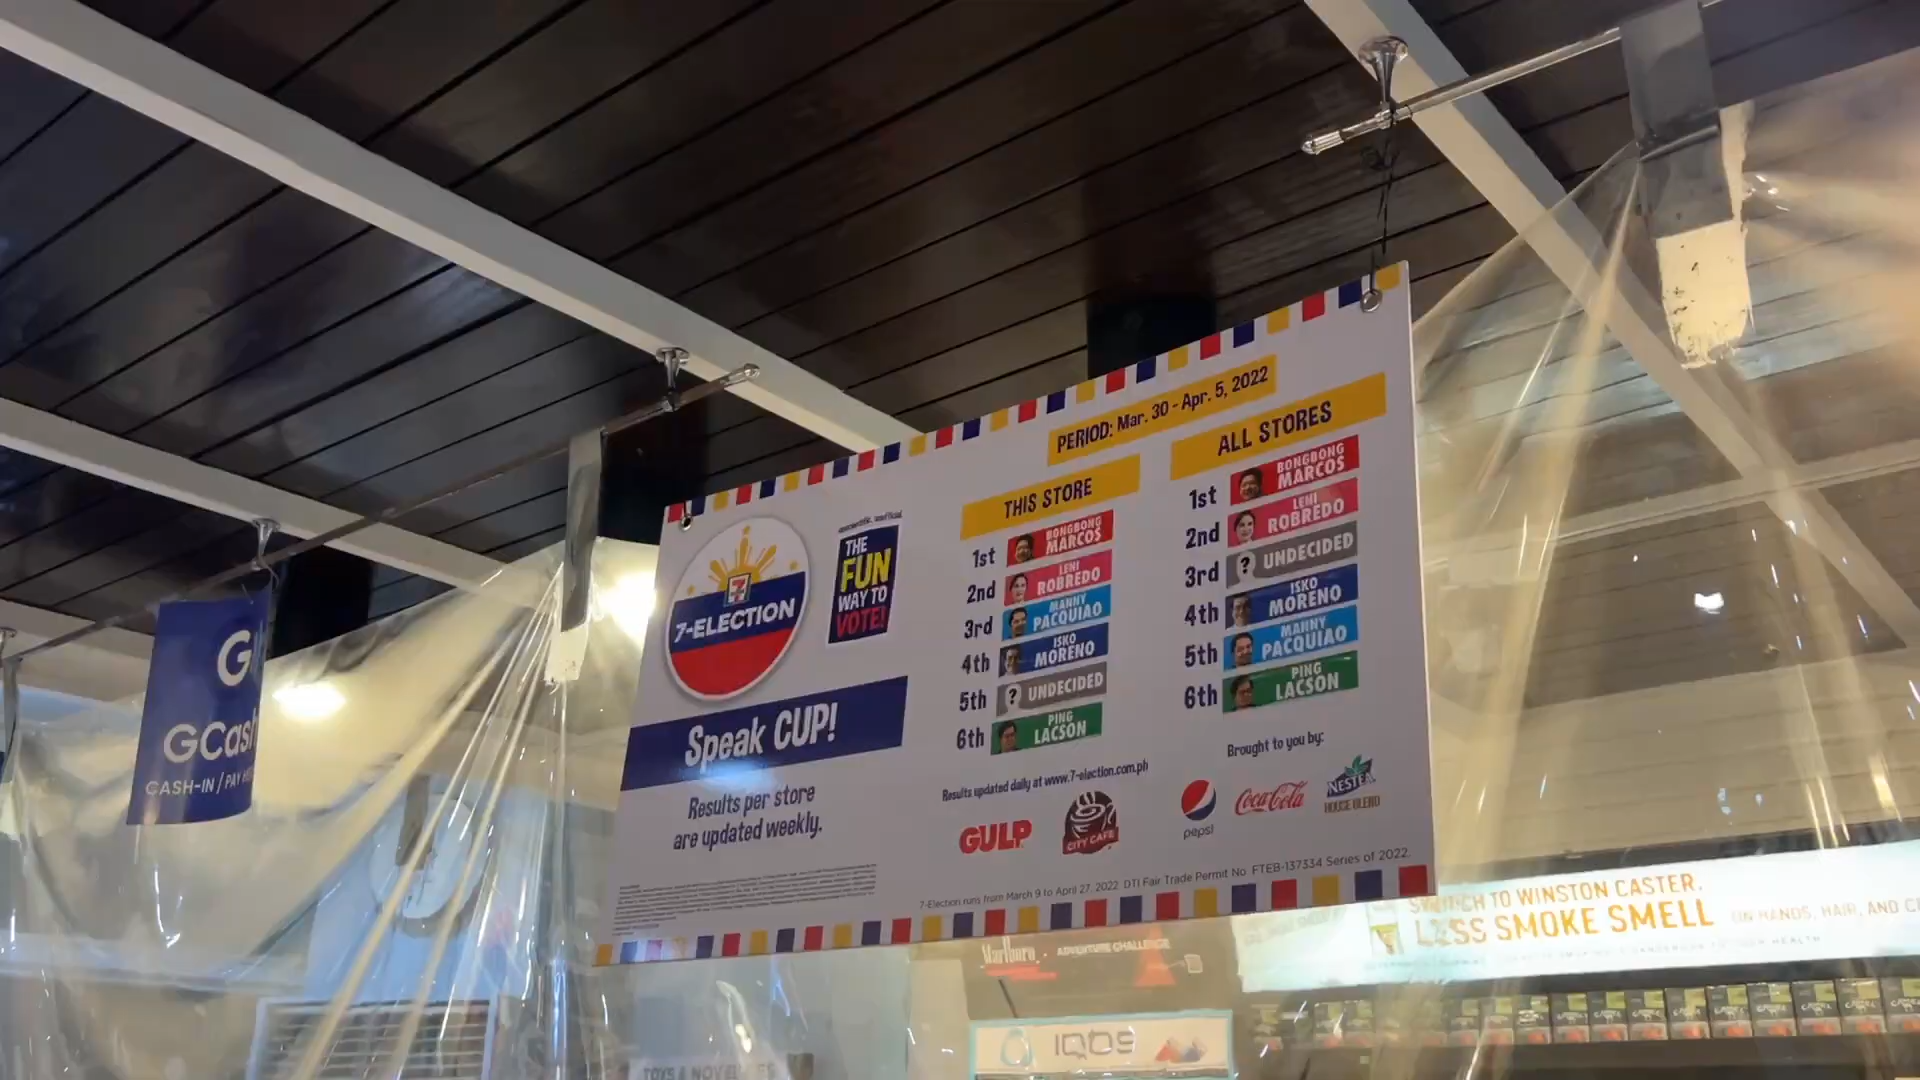 GCash
CASH-IN / PAY
7-ELECTION
THE
FUN
WAY TO
VOTE!
Speak CUP!
Results per store
are updated weekly.
PERIOD: Mar. 30 - Apr. 5, 2022
THIS STORE
1st BONGBONG MARCOS
2nd LENI ROBREDO
3rd MANNY PACQUIAO
4th ISKO MORENO
5th ? UNDECIDED
6th PING LACSON
ALL STORES
1st BONGBONG MARCOS
2nd LENI ROBREDO
3rd ? UNDECIDED
4th ISKO MORENO
5th MANNY PACQUIAO
6th PING LACSON
Results updated daily at www.7-election.com.ph
GULP
CITY CAFE
Brought to you by:
pepsi
Coca-Cola
NESTEA
HOUSE BLEND
7-Election runs from March 9 to April 27, 2022 DTI Fair Trade Permit No. FTEB-137334 Series of 2022.
SWITCH TO WINSTON CASTER.
LESS SMOKE SMELL ON HANDS, HAIR, AND
Marlboro ADVENTURE CHALLENGE
IQOS
TOYS & NOVELTIES